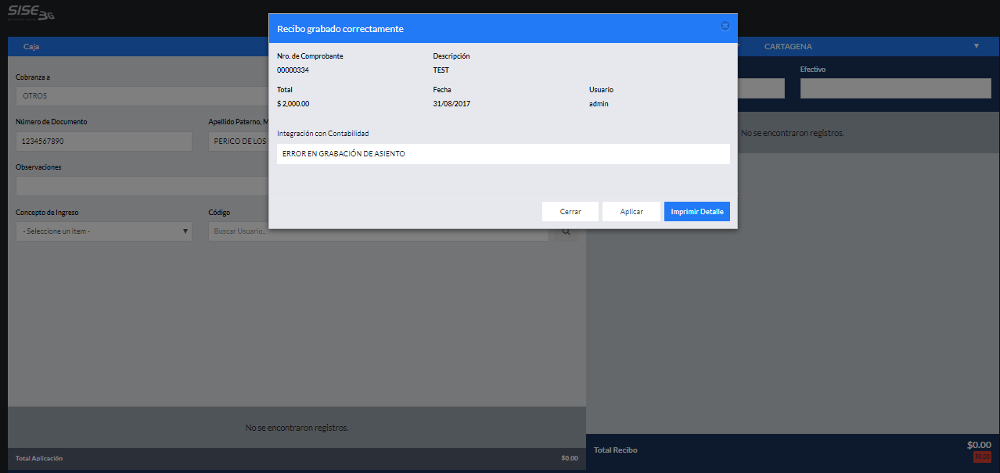 SISE 3G
Recibo grabado correctamente
Nro. de Comprobante
Descripción
00000334
TEST
Total
Fecha
Usuario
$ 2,000.00
31/08/2017
admin
Integración con Contabilidad
ERROR EN GRABACIÓN DE ASIENTO
Cerrar
Aplicar
Imprimir Detalle
Caja
Cobranza a
OTROS
Número de Documento
Apellido Paterno, M
1234567890
PERICO DE LOS
Observaciones
Concepto de Ingreso
Código
- Seleccione un ítem -
Buscar Usuario..
No se encontraron registros.
Total Aplicación
$0.00
CARTAGENA
Efectivo
No se encontraron registros.
Total Recibo
$0.00
$0.00